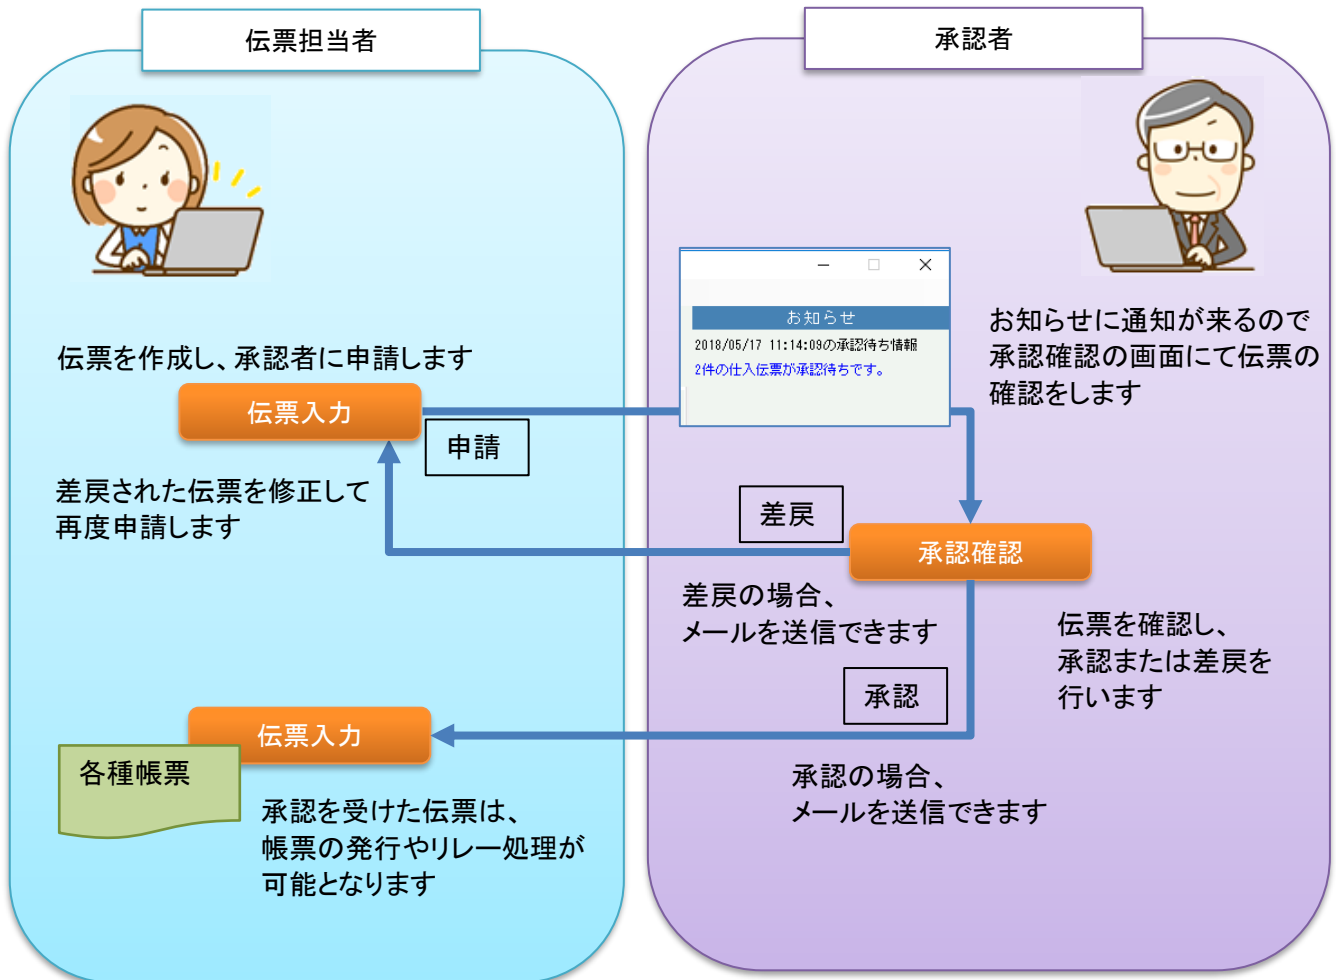 伝票担当者
伝票を作成し、承認者に申請します
伝票入力
申請
差戻された伝票を修正して
再度申請します
伝票入力
各種帳票
承認を受けた伝票は、
帳票の発行やリレー処理が
可能となります
承認者
お知らせ
2018/05/17 11:14:09の承認待ち情報
2件の仕入伝票が承認待ちです。
お知らせに通知が来るので
承認確認の画面にて伝票の
確認をします
差戻
承認確認
差戻の場合、
メールを送信できます
伝票を確認し、
承認または差戻を
行います
承認
承認の場合、
メールを送信できます